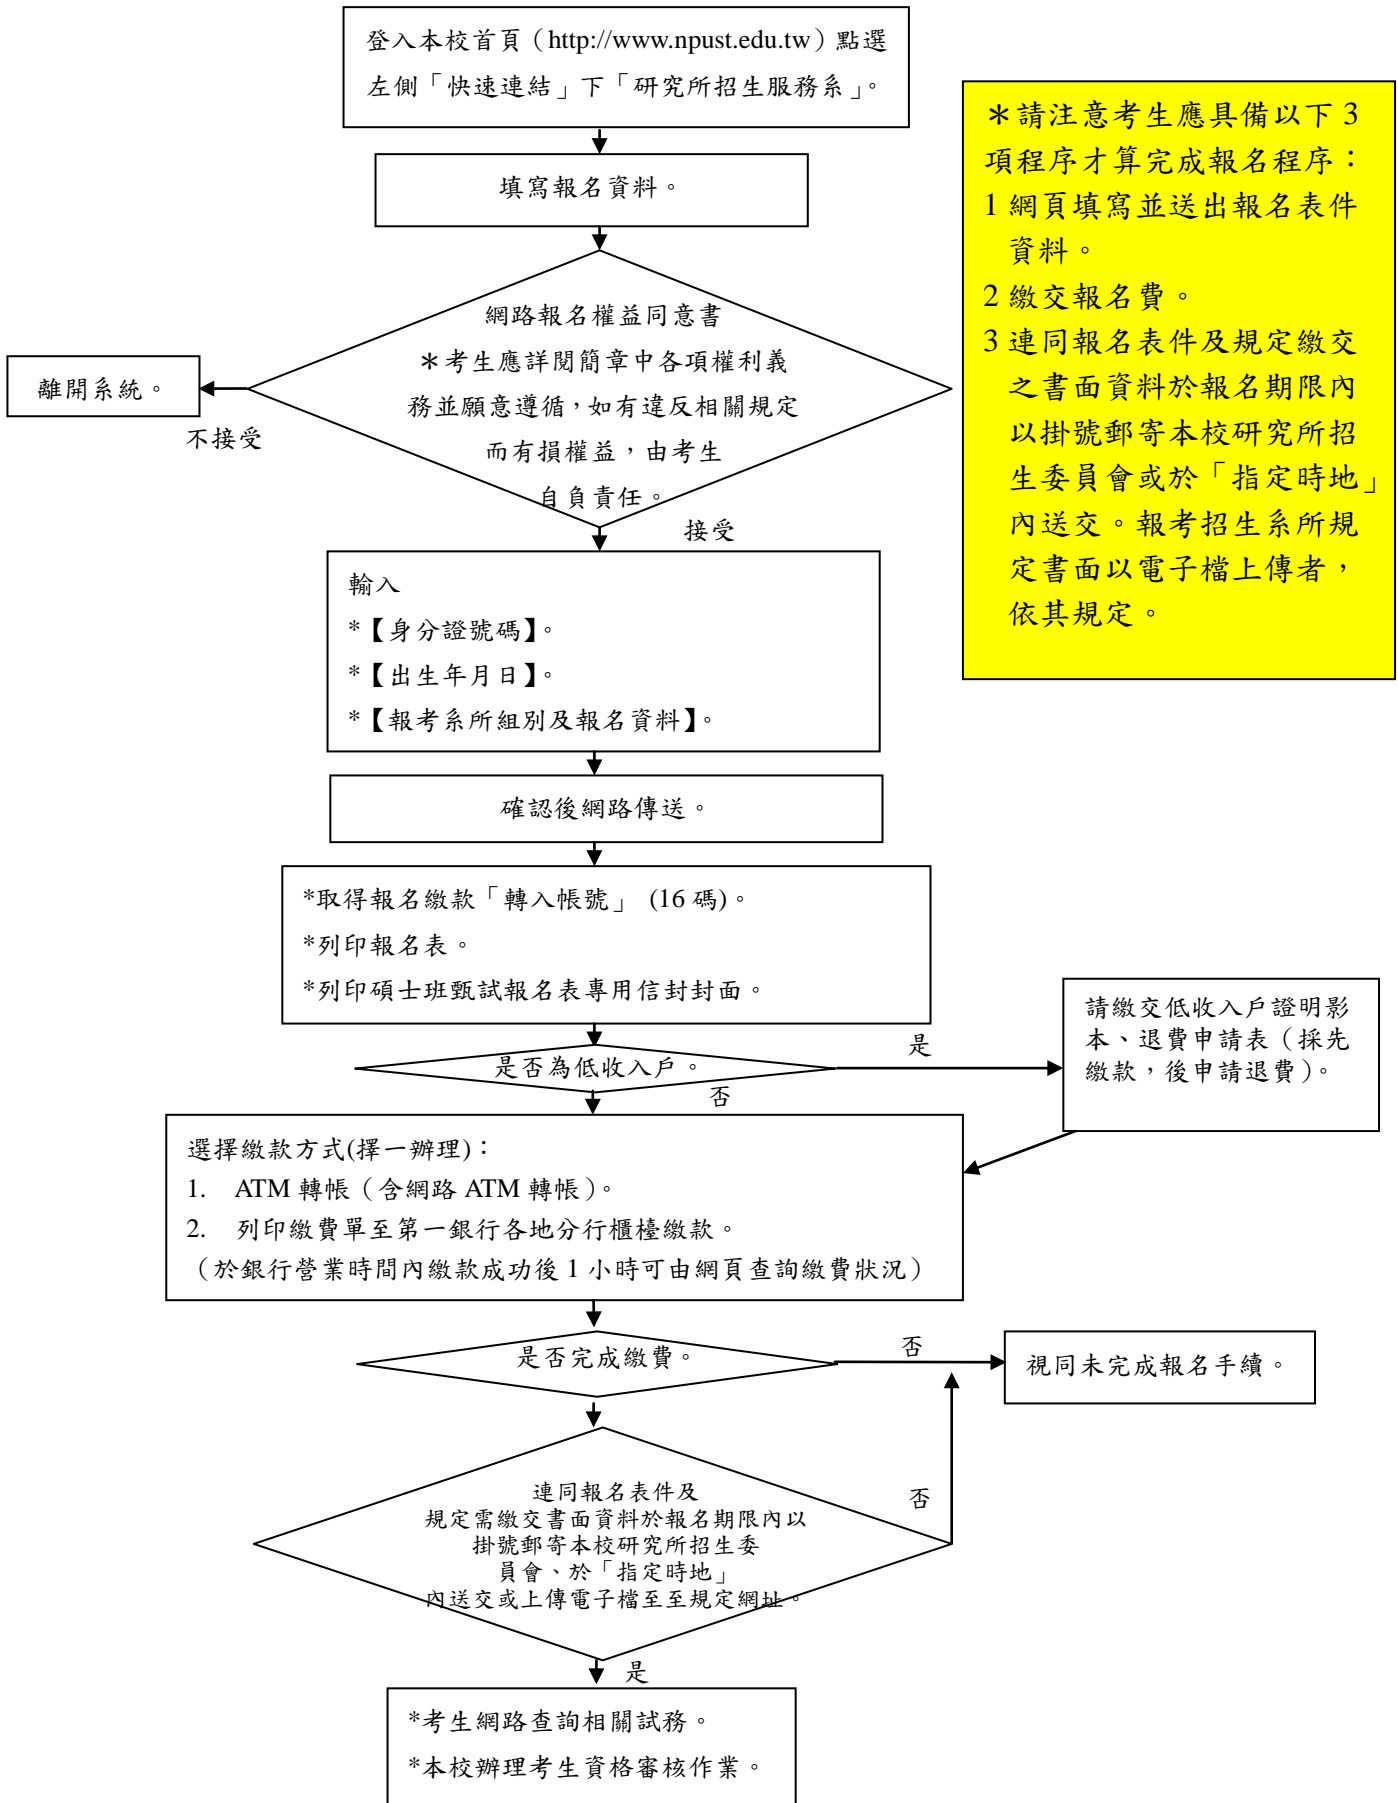 登入本校首頁（http://www.npust.edu.tw）點選
左側「快速連結」下「研究所招生服務系」。
填寫報名資料。
網路報名權益同意書
＊考生應詳閱簡章中各項權利義
務並願意遵循，如有違反相關規定
而有損權益，由考生
自負責任。
離開系統。
不接受
接受
＊請注意考生應具備以下 3
項程序才算完成報名程序：
1 網頁填寫並送出報名表件
資料。
2 繳交報名費。
3 連同報名表件及規定繳交
之書面資料於報名期限內
以掛號郵寄本校研究所招
生委員會或於「指定時地」
內送交。報考招生系所規
定書面以電子檔上傳者，
依其規定。
輸入
*【身分證號碼】。
*【出生年月日】。
*【報考系所組別及報名資料】。
確認後網路傳送。
*取得報名繳款「轉入帳號」 (16 碼)。
*列印報名表。
*列印碩士班甄試報名表專用信封封面。
是否為低收入戶。
是
否
請繳交低收入戶證明影
本、退費申請表（採先
繳款，後申請退費）。
選擇繳款方式(擇一辦理)：
1. ATM 轉帳（含網路 ATM 轉帳）。
2. 列印繳費單至第一銀行各地分行櫃檯繳款。
（於銀行營業時間內繳款成功後 1 小時可由網頁查詢繳費狀況）
是否完成繳費。
否
視同未完成報名手續。
連同報名表件及
規定需繳交書面資料於報名期限內以
掛號郵寄本校研究所招生委
員會、於「指定時地」
內送交或上傳電子檔至至規定網址。
否
是
*考生網路查詢相關試務。
*本校辦理考生資格審核作業。